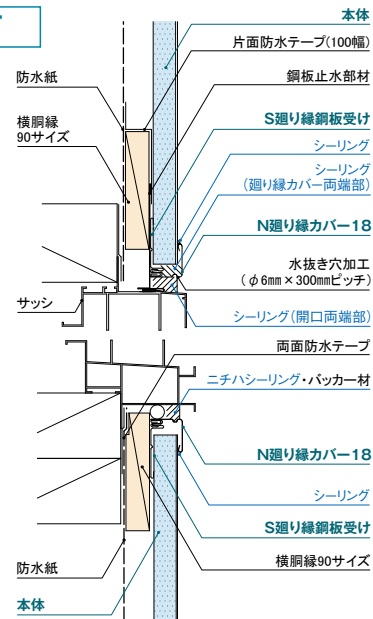 本体
片面防水テープ(100幅)
防水紙
鋼板止水部材
横胴縁
90サイズ
S廻り縁鋼板受け
シーリング
シーリング
(廻り縁カバー両端部)
N廻り縁カバー18
水抜き穴加工
(φ6mm×300mmピッチ)
サッシ
シーリング(開口両端部)
両面防水テープ
ニチハシーリング・バッカー材
N廻り縁カバー18
シーリング
S廻り縁鋼板受け
防水紙
横胴縁90サイズ
本体